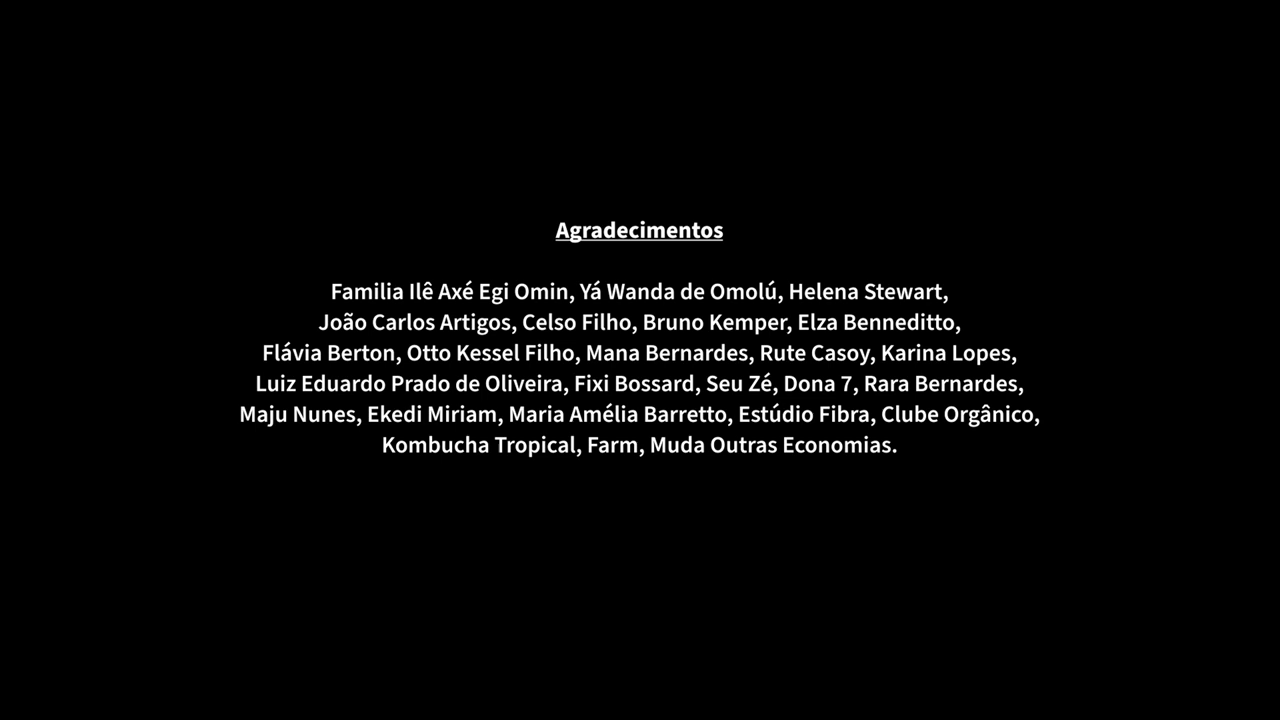 Agradecimentos
Familia Ilê Axé Egi Omin, Yá Wanda de Omolú, Helena Stewart,
João Carlos Artigos, Celso Filho, Bruno Kemper, Elza Benneditto,
Flávia Berton, Otto Kessel Filho, Mana Bernardes, Rute Casoy, Karina Lopes,
Luiz Eduardo Prado de Oliveira, Fixi Bossard, Seu Zé, Dona 7, Rara Bernardes,
Maju Nunes, Ekedi Miriam, Maria Amélia Barretto, Estúdio Fibra, Clube Orgânico,
Kombucha Tropical, Farm, Muda Outras Economias.